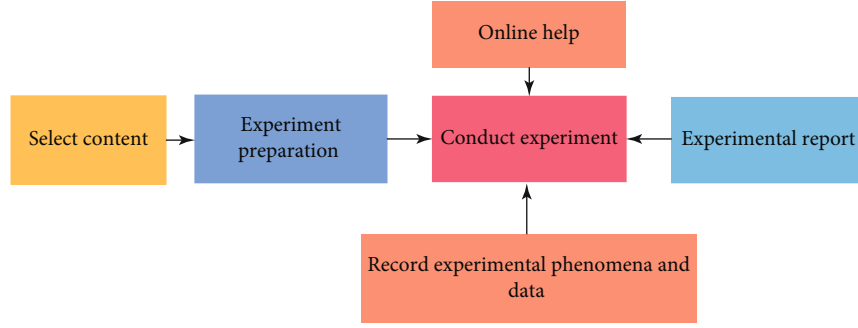 Online help
Select content
Experiment
preparation
Conduct experiment
Experimental report
Record experimental phenomena and
data